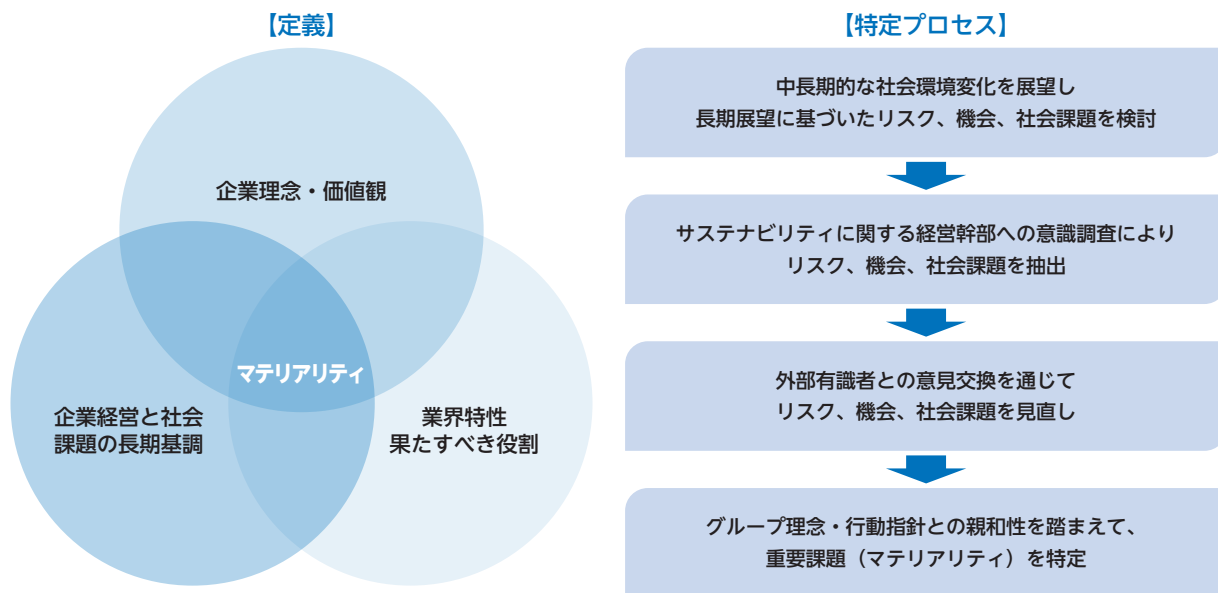 【定義】
企業理念・価値観
マテリアリティ
企業経営と社会
課題の長期基調
業界特性
果たすべき役割
【特定プロセス】
中長期的な社会環境変化を展望し
長期展望に基づいたリスク、機会、社会課題を検討
サステナビリティに関する経営幹部への意識調査により
リスク、機会、社会課題を抽出
外部有識者との意見交換を通じて
リスク、機会、社会課題を見直し
グループ理念・行動指針との親和性を踏まえて、
重要課題（マテリアリティ）を特定